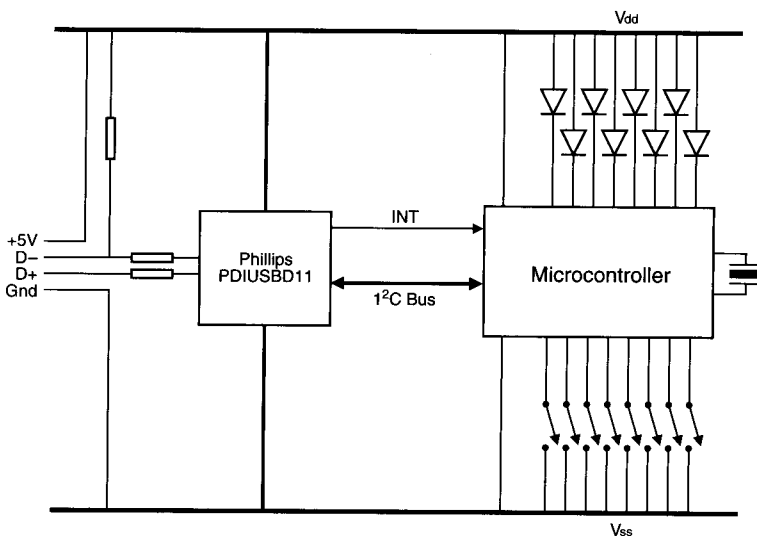 Vdd
+5V
D−
D+
Gnd
Phillips
PDIUSBD11
INT
1²C Bus
Microcontroller
Vss